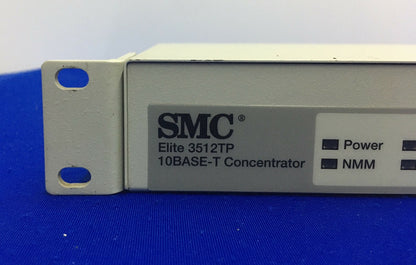 SMC®
Elite 3512TP
10BASE-T Concentrator
Power
NMM